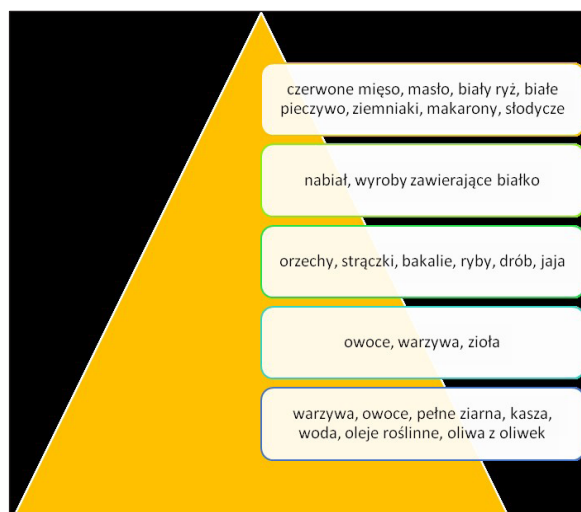 czerwone mięso, masło, biały ryż, białe
pieczywo, ziemniaki, makarony, słodycze
nabiał, wyroby zawierające białko
orzechy, strączki, bakalie, ryby, drób, jaja
owoce, warzywa, zioła
warzywa, owoce, pełne ziarna, kasza,
woda, oleje roślinne, oliwa z oliwek